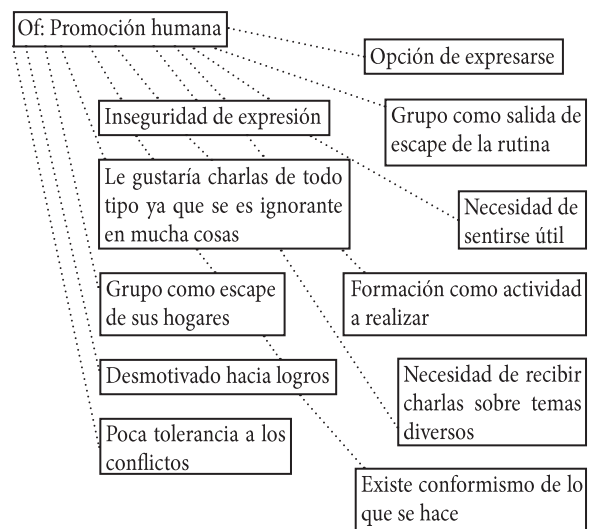 Of: Promoción humana
Opción de expresarse
Inseguridad de expresión
Grupo como salida de
escape de la rutina
Le gustaría charlas de todo
tipo ya que se es ignorante
en mucha cosas
Necesidad de
sentirse útil
Grupo como escape
de sus hogares
Formación como actividad
a realizar
Desmotivado hacia logros
Necesidad de recibir
charlas sobre temas
diversos
Poca tolerancia a los
conflictos
Existe conformismo de lo
que se hace